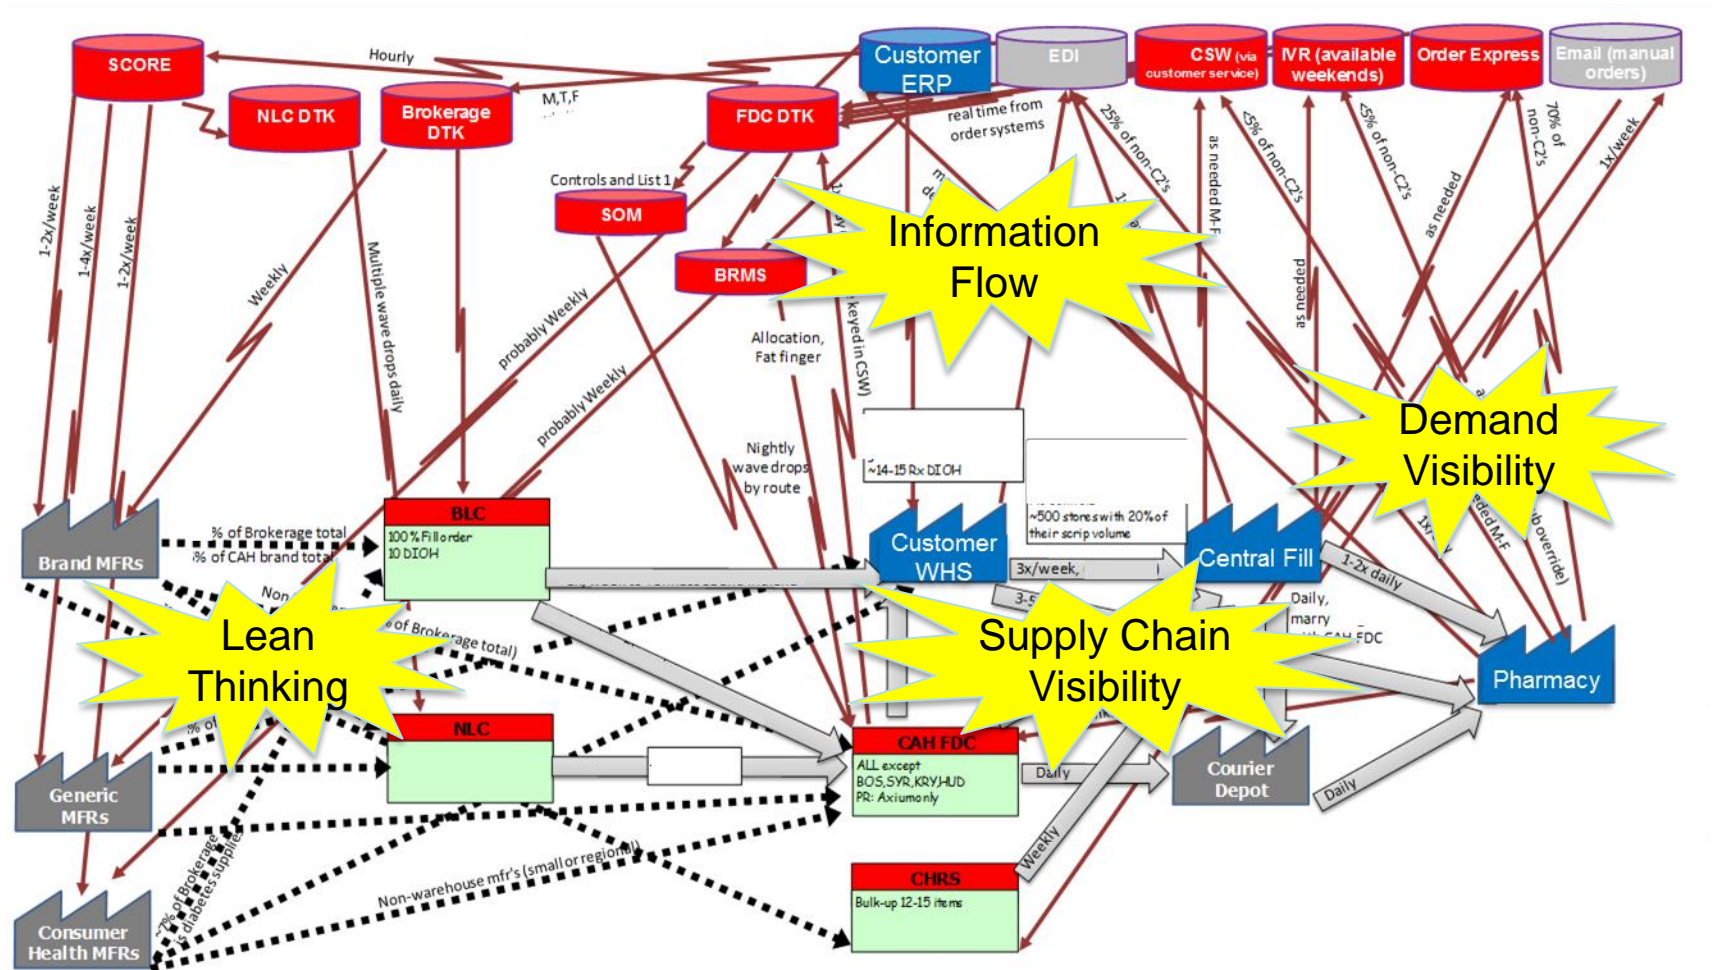 SCORE
Hourly
NLC DTK
Brokerage
DTK
M,T,F
FDC DTK
Customer
ERP
EDI
CSW (via
customer service)
IVR (available
weekends)
Order Express
Email (manual
orders)
real time from
order systems
25% of non-C2's
as needed M-F
<5% of non-C2's
<5% of non-C2's
as needed
70% of
non-C2's
1x/week
Controls and List 1
SOM
BRMS
1-2x/week
1-4x/week
1-2x/week
Weekly
Multiple wave drops daily
probably Weekly
probably Weekly
Information
Flow
keyed in CSW)
as needed
Allocation,
Fat finger
Nightly
wave drops
by route
~14-15 Rx DIOH
Demand
Visibility
~500 stores with 20% of
their scrip volume
override)
Brand MFRs
% of Brokerage total
% of CAH brand total
BLC
100% Fill order
10 DIOH
Customer
WHS
3x/week,
Central Fill
1-2x daily
Daily,
marry
CAH FDC
Lean
Thinking
of Brokerage total)
Supply Chain
Visibility
Pharmacy
NLC
CAH FDC
ALL except
BOS,SYR,KRY,HUD
PR: Axium only
Daily
Courier
Depot
Daily
Generic
MFRs
Weekly
Non-warehouse mfr's (small or regional)
~7% of Brokerage
is diabetes supplies
CHRS
Bulk-up 12-15 items
Consumer
Health MFRs